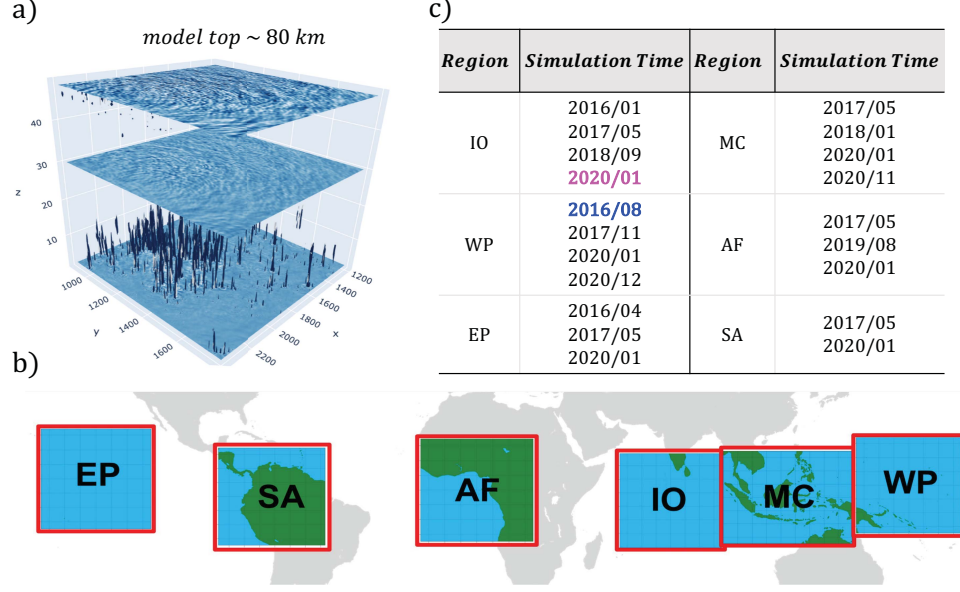 a)
model top ~ 80 km
40
30
z
20
10
1000
1200
y
1400
1600
1200
1400
1600
x
1800
2000
2200
c)
Region Simulation Time Region Simulation Time
IO
2016/01
2017/05
2018/09
2020/01
MC
2017/05
2018/01
2020/01
2020/11
WP
2016/08
2017/11
2020/01
2020/12
AF
2017/05
2019/08
2020/01
EP
2016/04
2017/05
2020/01
SA
2017/05
2020/01
b)
EP
SA
AF
IO
MC
WP